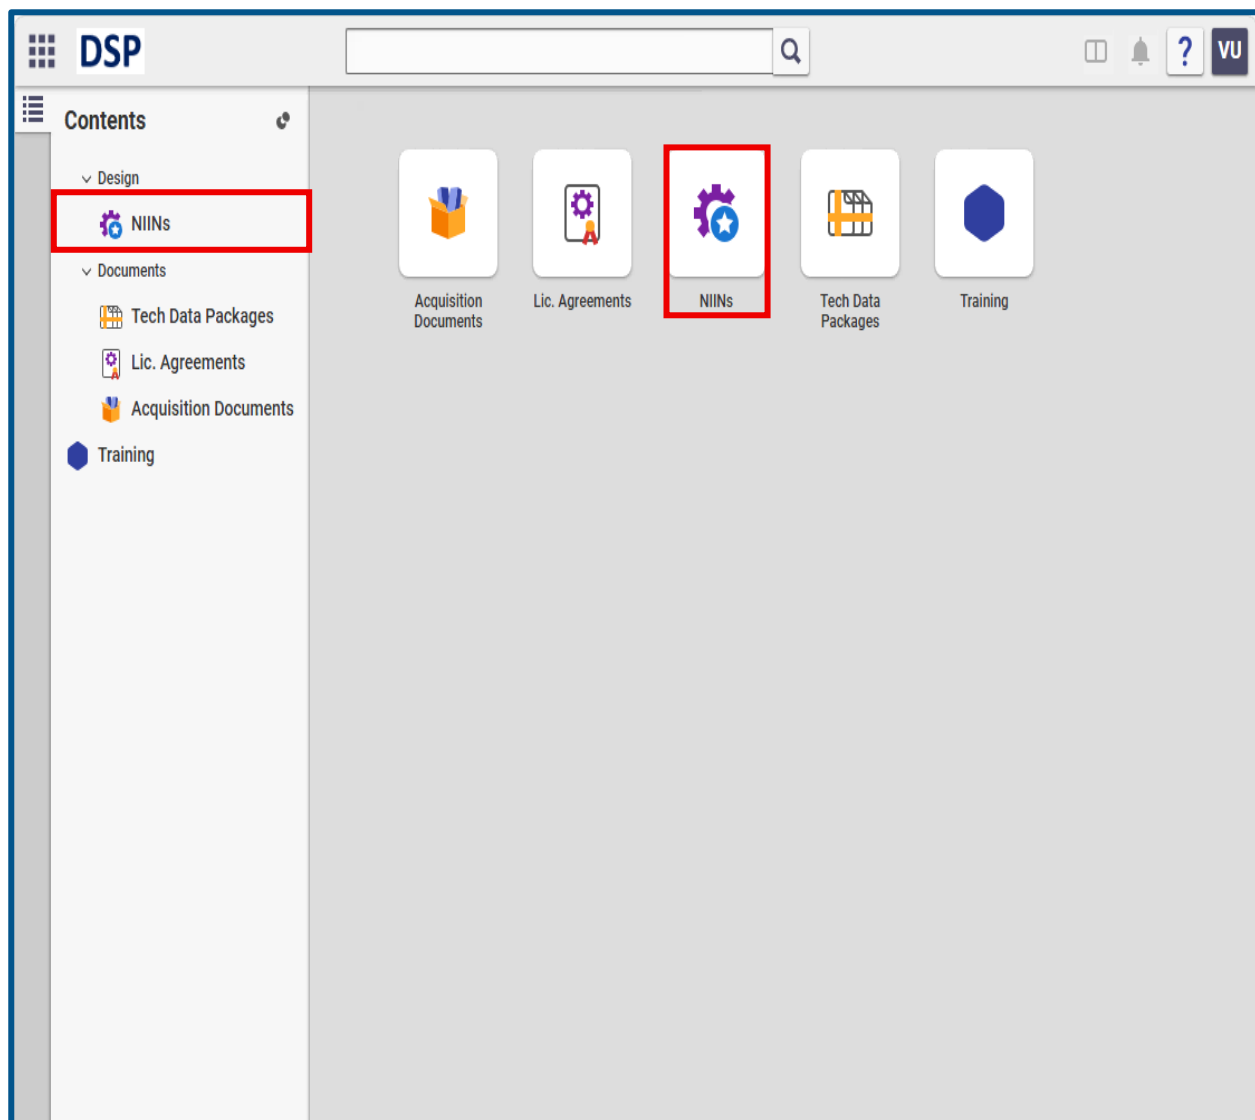 DSP
?
VU
Contents
Design
NIINs
Documents
Tech Data Packages
Lic. Agreements
Acquisition Documents
Training
Acquisition
Documents
Lic. Agreements
NIINs
Tech Data
Packages
Training